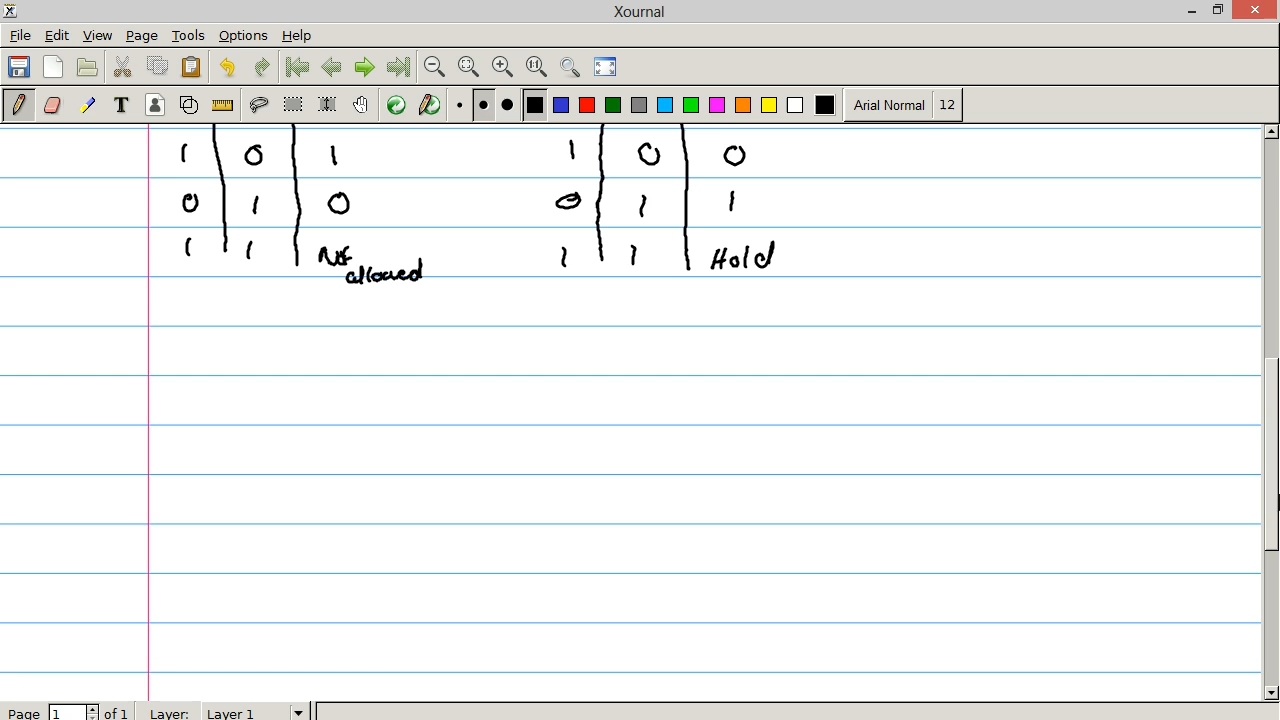 Xournal
File Edit View Page Tools Options Help
T Arial Normal 12
1 0 1 1 0 0
0 1 0 0 1 1
1 1 Not 1 1 Hold
allowed
Page 1 of 1 Layer: Layer 1